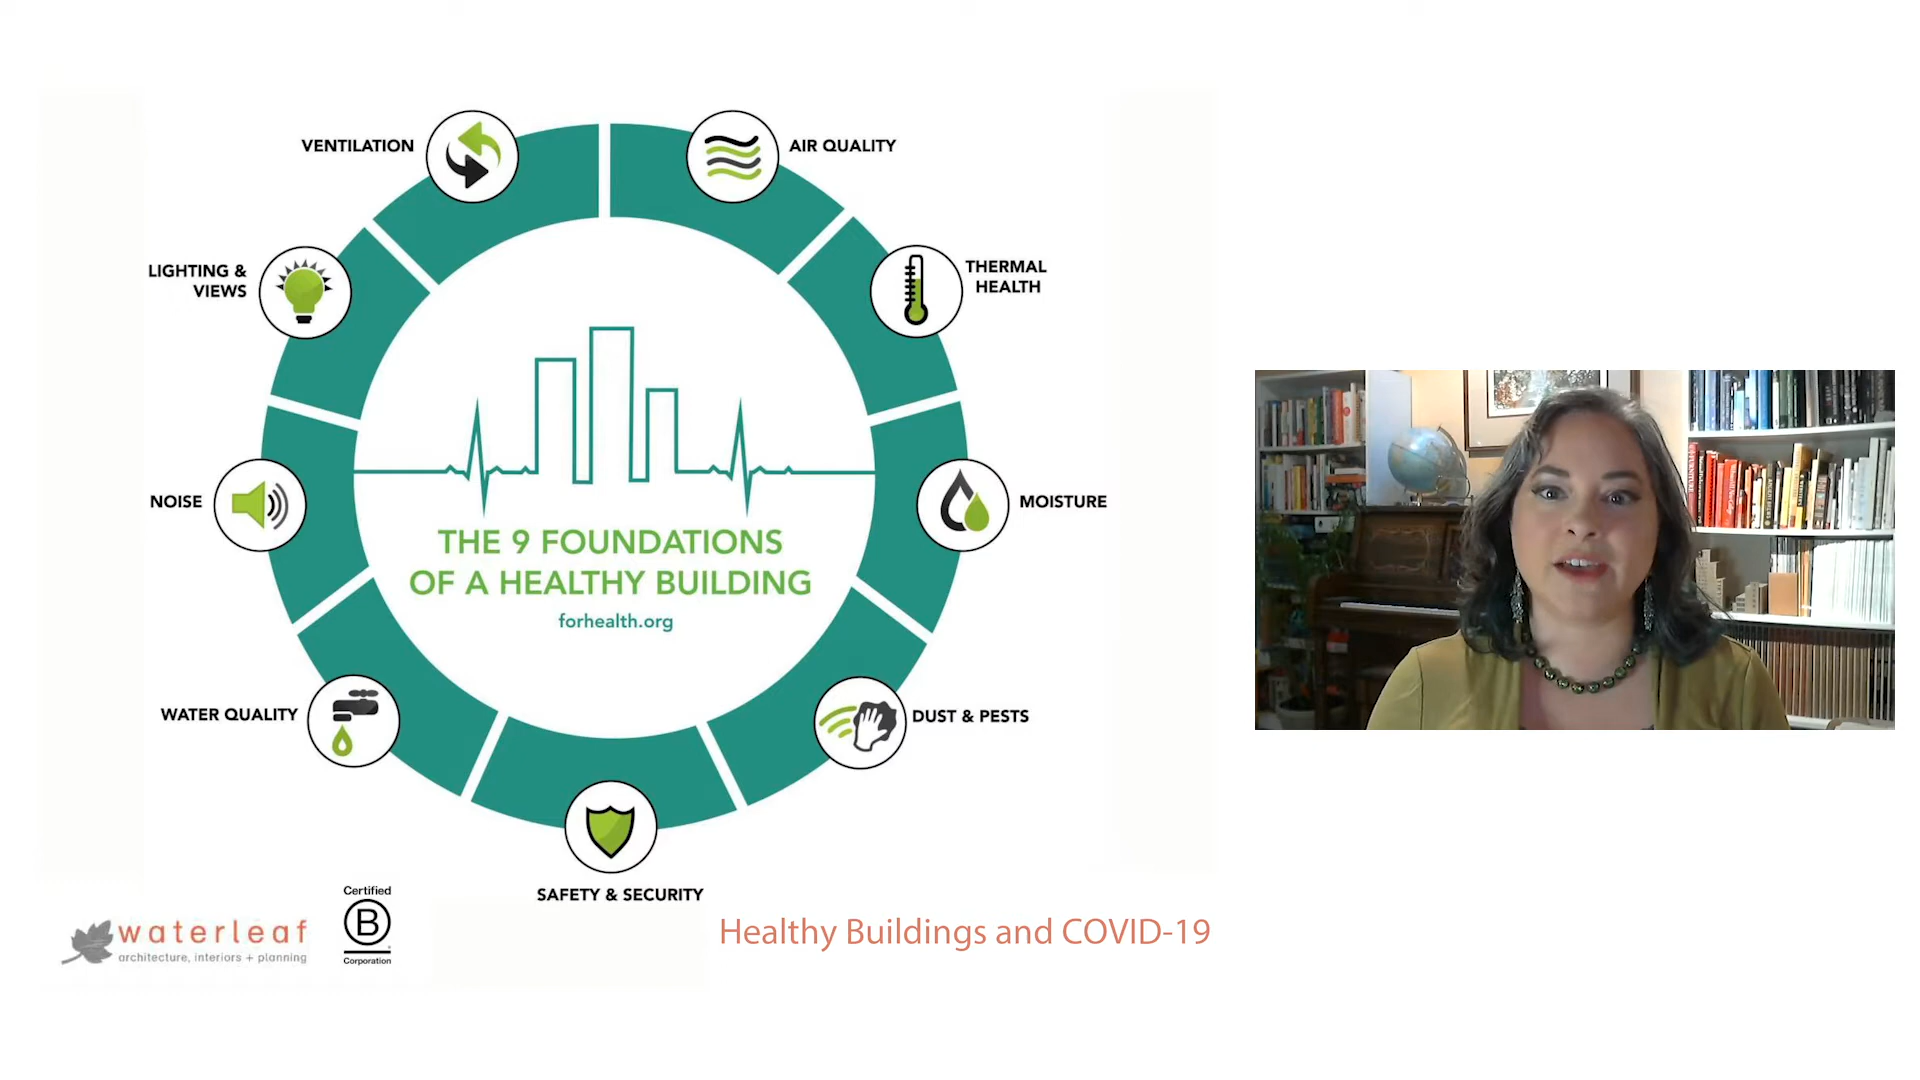 VENTILATION
AIR QUALITY
LIGHTING &
VIEWS
THERMAL
HEALTH
NOISE
MOISTURE
THE 9 FOUNDATIONS
OF A HEALTHY BUILDING
forhealth.org
WATER QUALITY
DUST & PESTS
SAFETY & SECURITY
waterleaf
architecture, interiors + planning
Certified
B
Corporation
Healthy Buildings and COVID-19